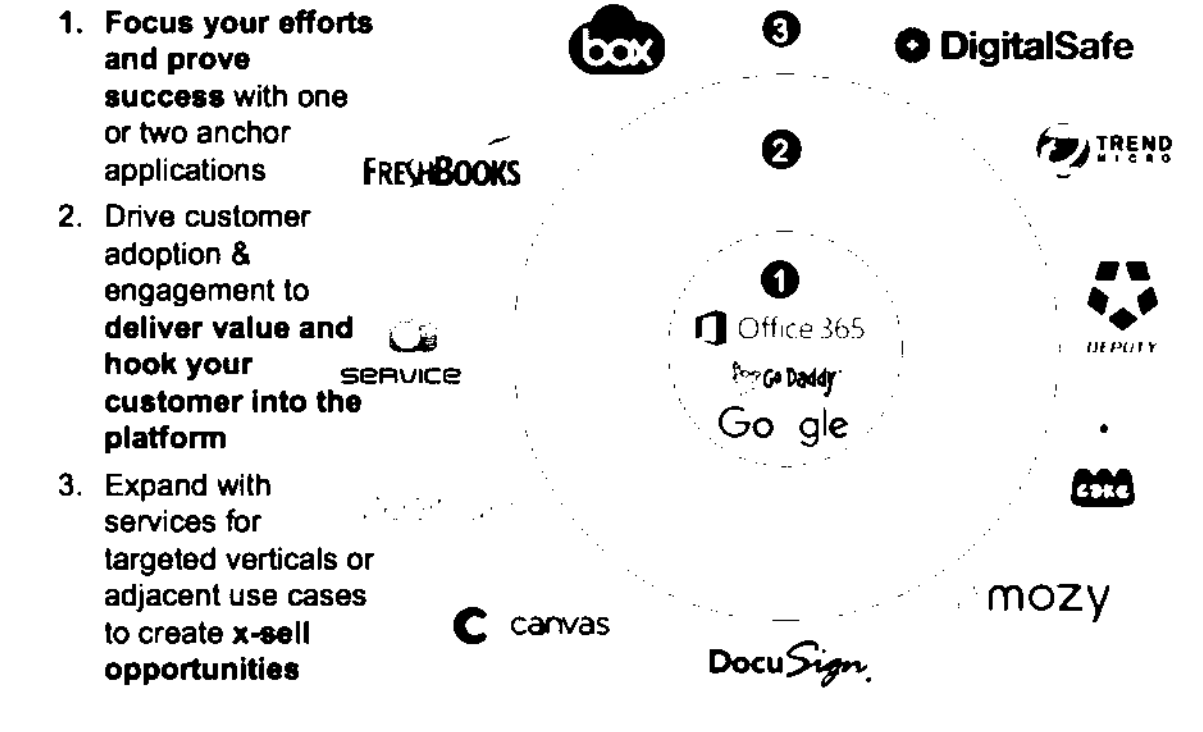 1. Focus your efforts
and prove
success with one
or two anchor
applications
2. Drive customer
adoption &
engagement to
deliver value and
hook your
customer into the
platform
3. Expand with
services for
targeted verticals or
adjacent use cases
to create x-sell
opportunities
box
3
DigitalSafe
2
TREND
MICRO
FRESHBOOKS
1
Office 365
Go Daddy
Go gle
DEPUTY
SERVICE
cake
mozy
C canvas
DocuSign.